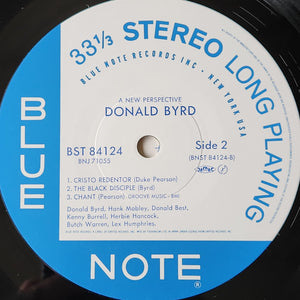 33⅓ STEREO LONG PLAYING
BLUE NOTE RECORDS INC. • NEW YORK USA
A NEW PERSPECTIVE
DONALD BYRD
BST 84124
BNJ 71055
Side 2
(BNST-84124-B)
1- CRISTO REDENTOR (Duke Pearson)
2- THE BLACK DISCIPLE (Byrd)
3- CHANT (Pearson) GROOVE MUSIC-BMI
Donald Byrd, Hank Mobley, Donald Best,
Kenny Burrell, Herbie Hancock,
Butch Warren, Lex Humphries,
BLUE
NOTE
®